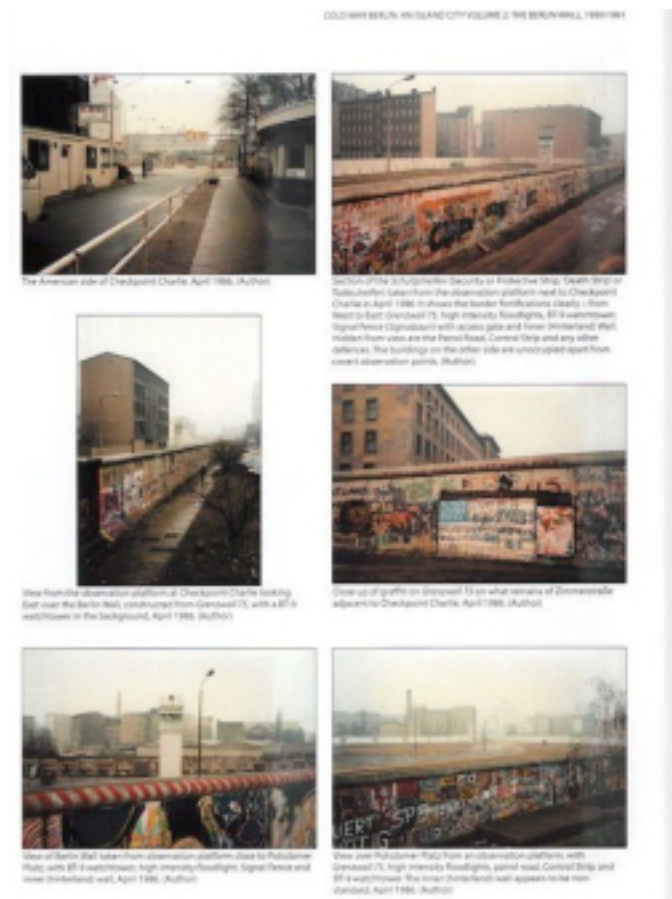 COLD WAR BERLIN: AN ISLAND CITY VOLUME 2: THE BERLIN WALL, 1950-1961
The American side of Checkpoint Charlie, April 1986. (Author)
Section of the Schutzstreifen (Security or Protective Strip, 'Death Strip' or
Todesstreifen) taken from the observation platform next to Checkpoint
Charlie in April 1986. It shows the border fortifications clearly – from
West to East: Grenzwall 75, high intensity floodlights, BT-9 watchtower,
Signal Fence (Signalzaun) with access gate and Inner (Hinterland) Wall.
Hidden from view are the Patrol Road, Control Strip and any other
defences. The buildings on the other side are unoccupied apart from
covert observation points. (Author)
View from the observation platform at Checkpoint Charlie looking
East over the Berlin Wall, constructed from Grenzwall 75, with a BT-9
watchtower in the background, April 1986. (Author)
Close up of graffiti on Grenzwall 75 on what remains of Zimmerstraße
adjacent to Checkpoint Charlie, April 1986. (Author)
View of Berlin Wall taken from observation platform close to Potsdamer
Platz, with BT-9 watchtower, high intensity floodlight, Signal Fence and
inner (hinterland) wall, April 1986. (Author)
View over Potsdamer Platz from an observation platform, with
Grenzwall 75, high intensity floodlights, patrol road, Control Strip and
BT-9 watchtower. The inner (hinterland) wall appears to be non-
standard, April 1986. (Author)